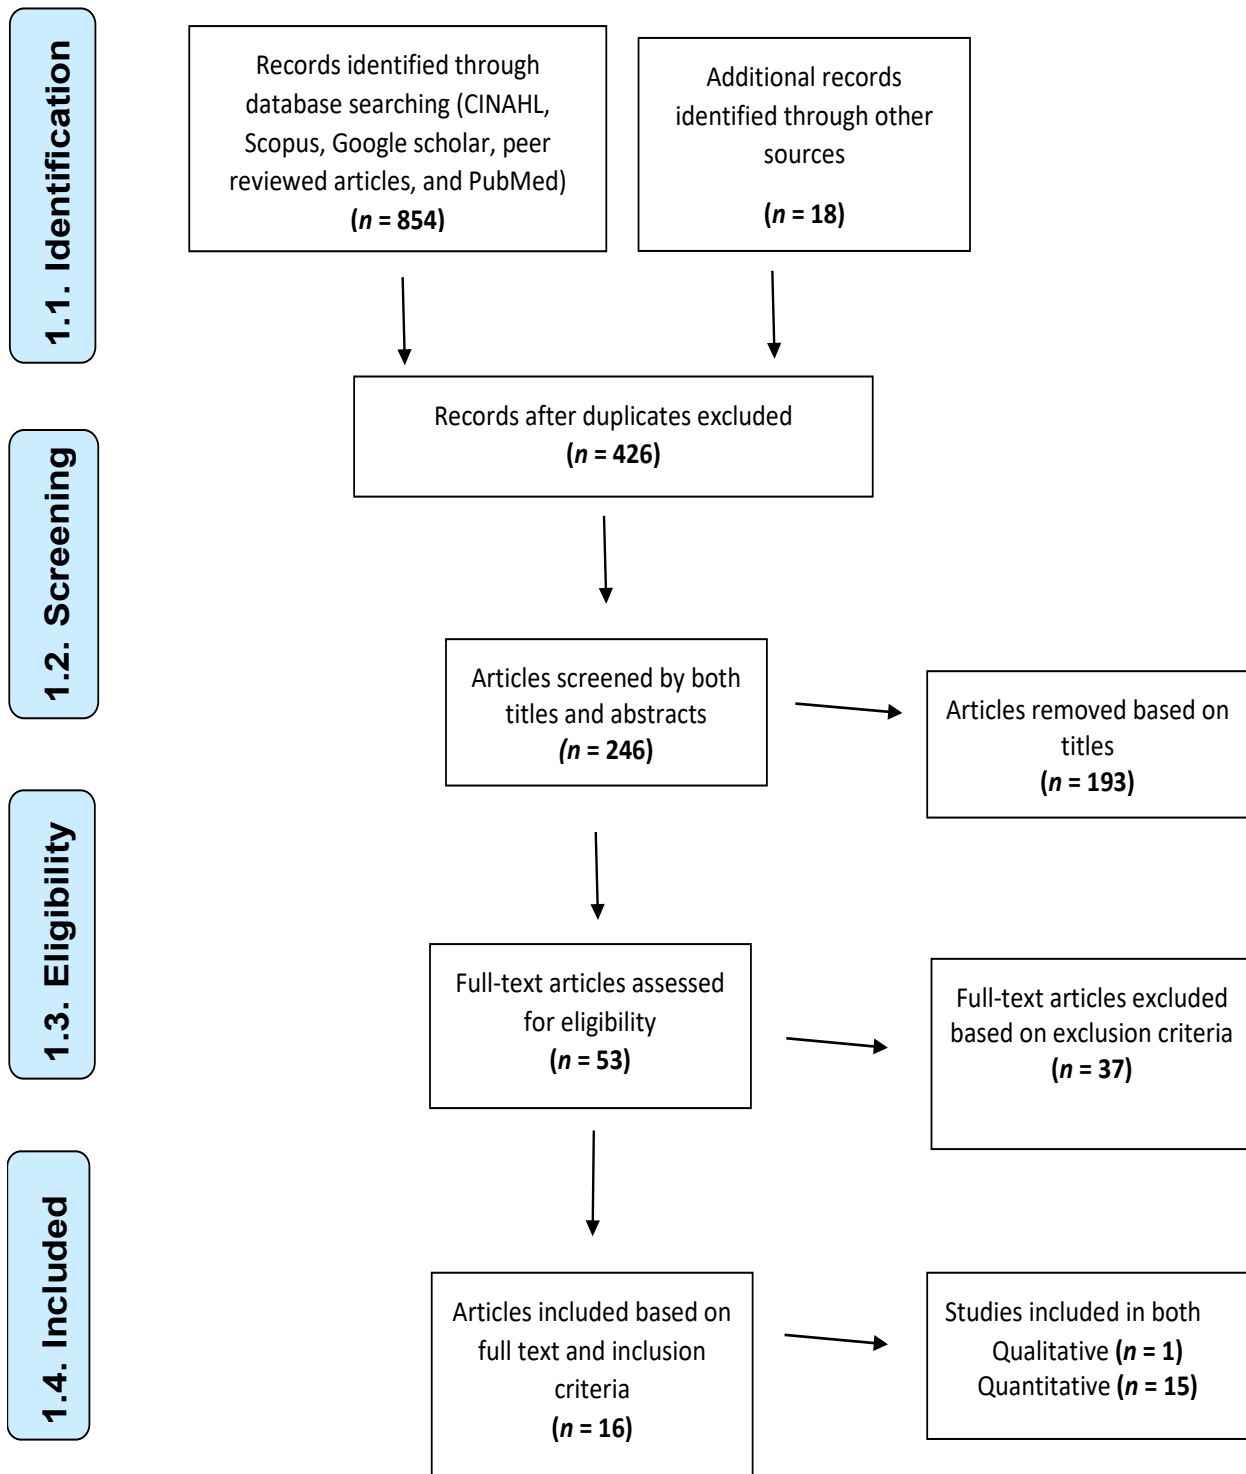 1.1. Identification
Records identified through
database searching (CINAHL,
Scopus, Google scholar, peer
reviewed articles, and PubMed)
(n = 854)
Additional records
identified through other
sources
(n = 18)
Records after duplicates excluded
(n = 426)
1.2. Screening
Articles screened by both
titles and abstracts
(n = 246)
Articles removed based on
titles
(n = 193)
1.3. Eligibility
Full-text articles assessed
for eligibility
(n = 53)
Full-text articles excluded
based on exclusion criteria
(n = 37)
1.4. Included
Articles included based on
full text and inclusion
criteria
(n = 16)
Studies included in both
Qualitative (n = 1)
Quantitative (n = 15)